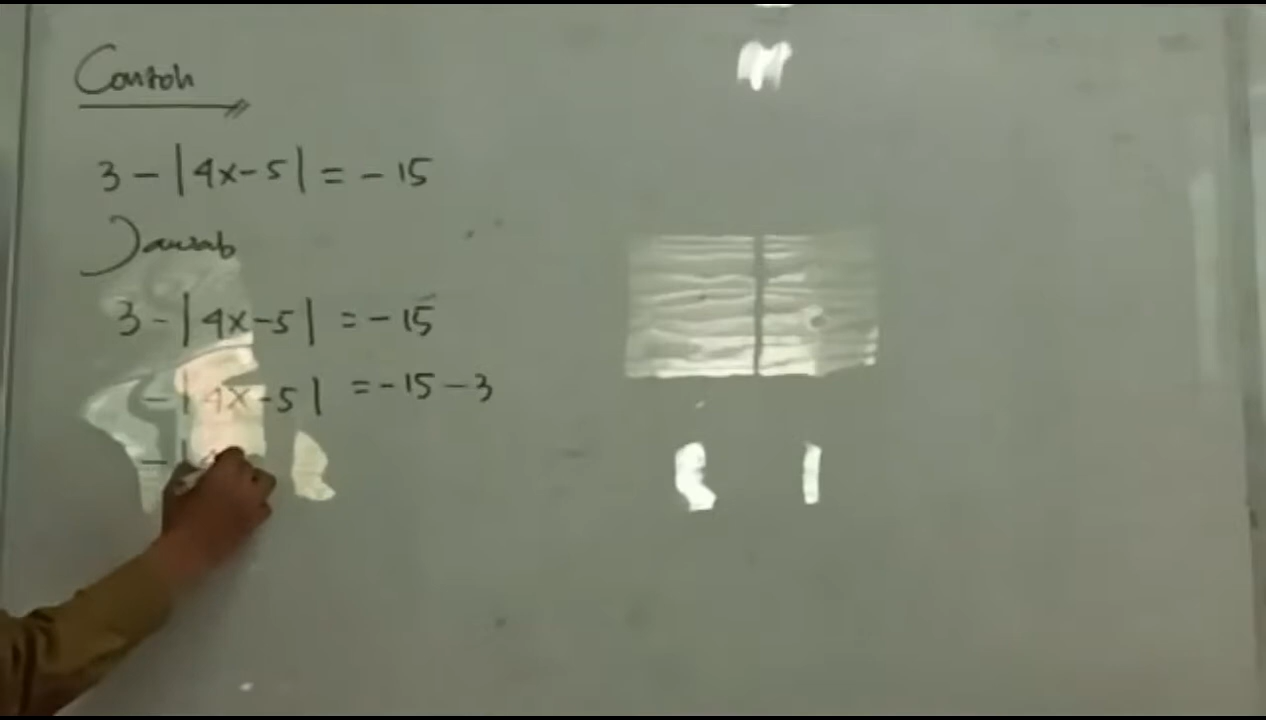 Contoh
3 - |4x - 5| = - 15
Jawab
3 - |4x - 5| = - 15
- |4x - 5| = - 15 - 3
- |